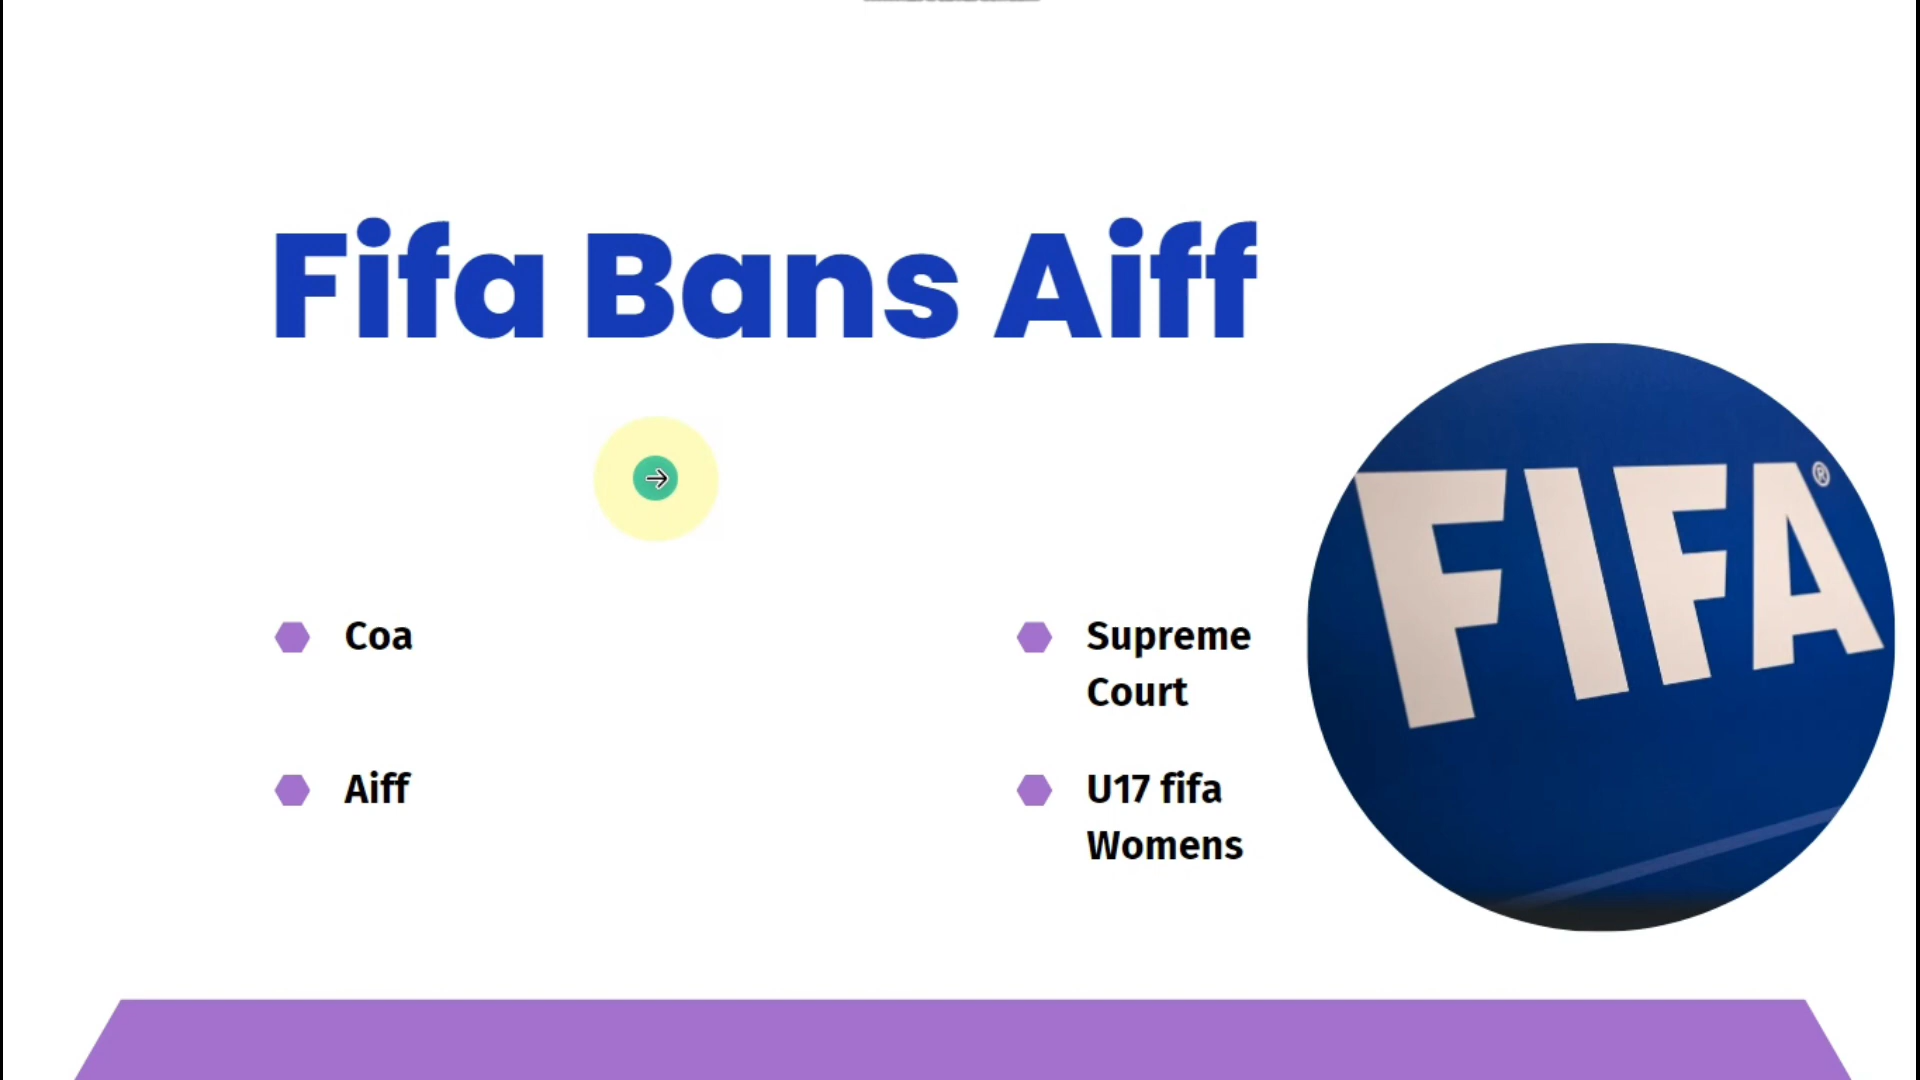 Fifa Bans Aiff
Coa
Supreme
Court
Aiff
U17 fifa
Womens
FIFA®